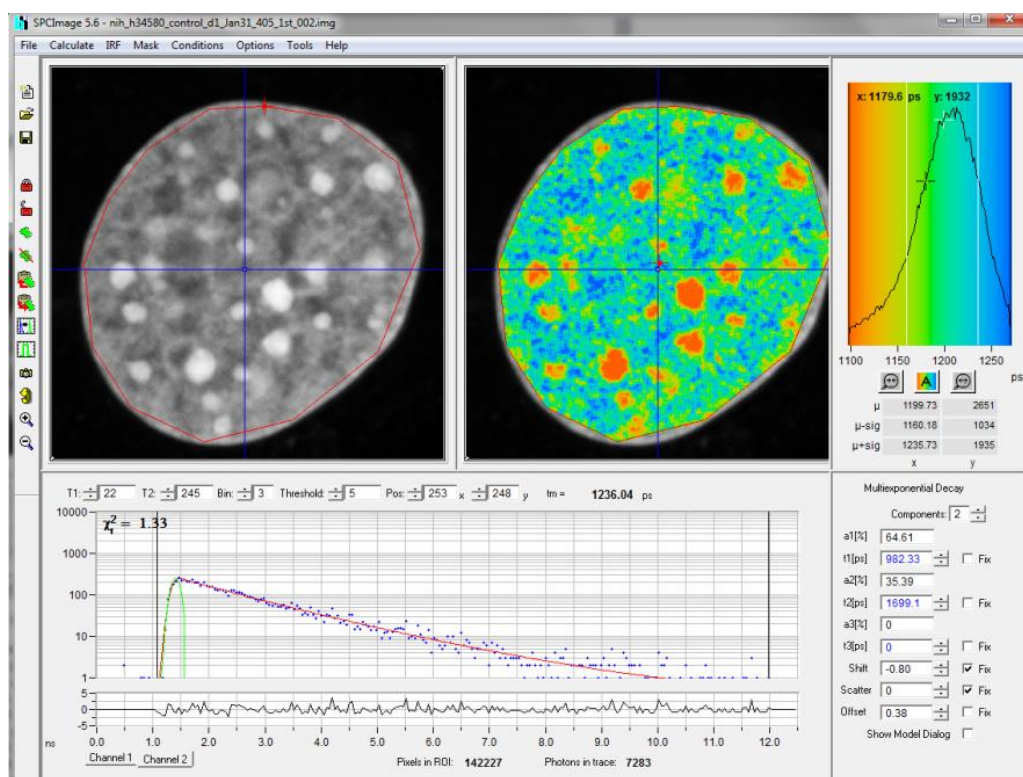 SPCImage 5.6 - nih_h34580_control_d1_Jan31_405_1st_002.img
File Calculate IRF Mask Conditions Options Tools Help
x: 1179.6 ps y: 1932
1100 1150 1200 1250
ps
A
μ 1199.73 2651
μ-sig 1160.18 1034
μ+sig 1235.73 1935
x y
T1: 22 T2: 245 Bin: 3 Threshold: 5 Pos: 253 x 248 y tm = 1236.04 ps
χr² = 1.33
10000
1000
100
10
1
5
0
-5
ns 0.0 1.0 2.0 3.0 4.0 5.0 6.0 7.0 8.0 9.0 10.0 11.0 12.0
Channel 1 Channel 2 Pixels in ROI: 142227 Photons in trace: 7283
Multiexponential Decay
Components: 2
a1[%] 64.61
t1[ps] 982.33 Fix
a2[%] 35.39
t2[ps] 1699.1 Fix
a3[%] 0
t3[ps] 0 Fix
Shift -0.80 Fix
Scatter 0 Fix
Offset 0.38 Fix
Show Model Dialog